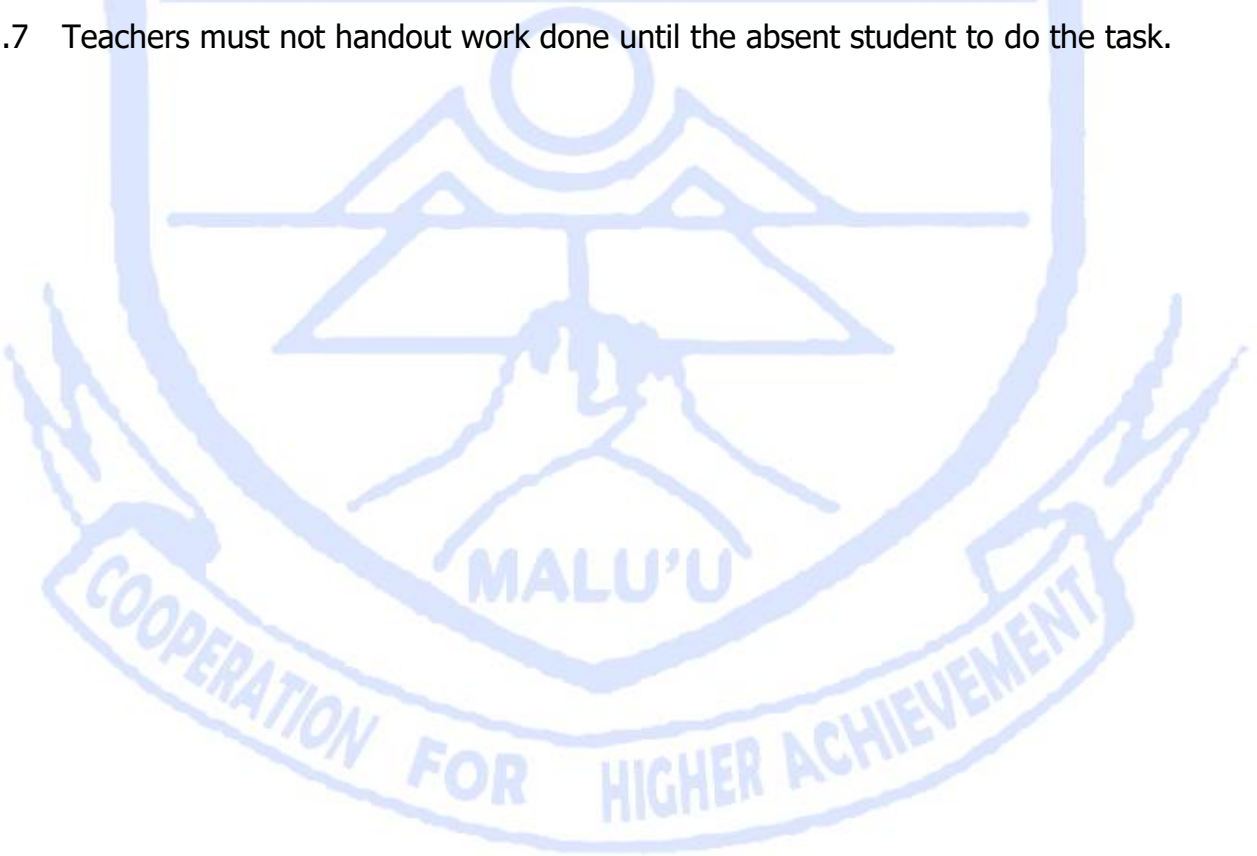 .7 Teachers must not handout work done until the absent student to do the task.
MALU'U
COOPERATION FOR HIGHER ACHIEVEMENT